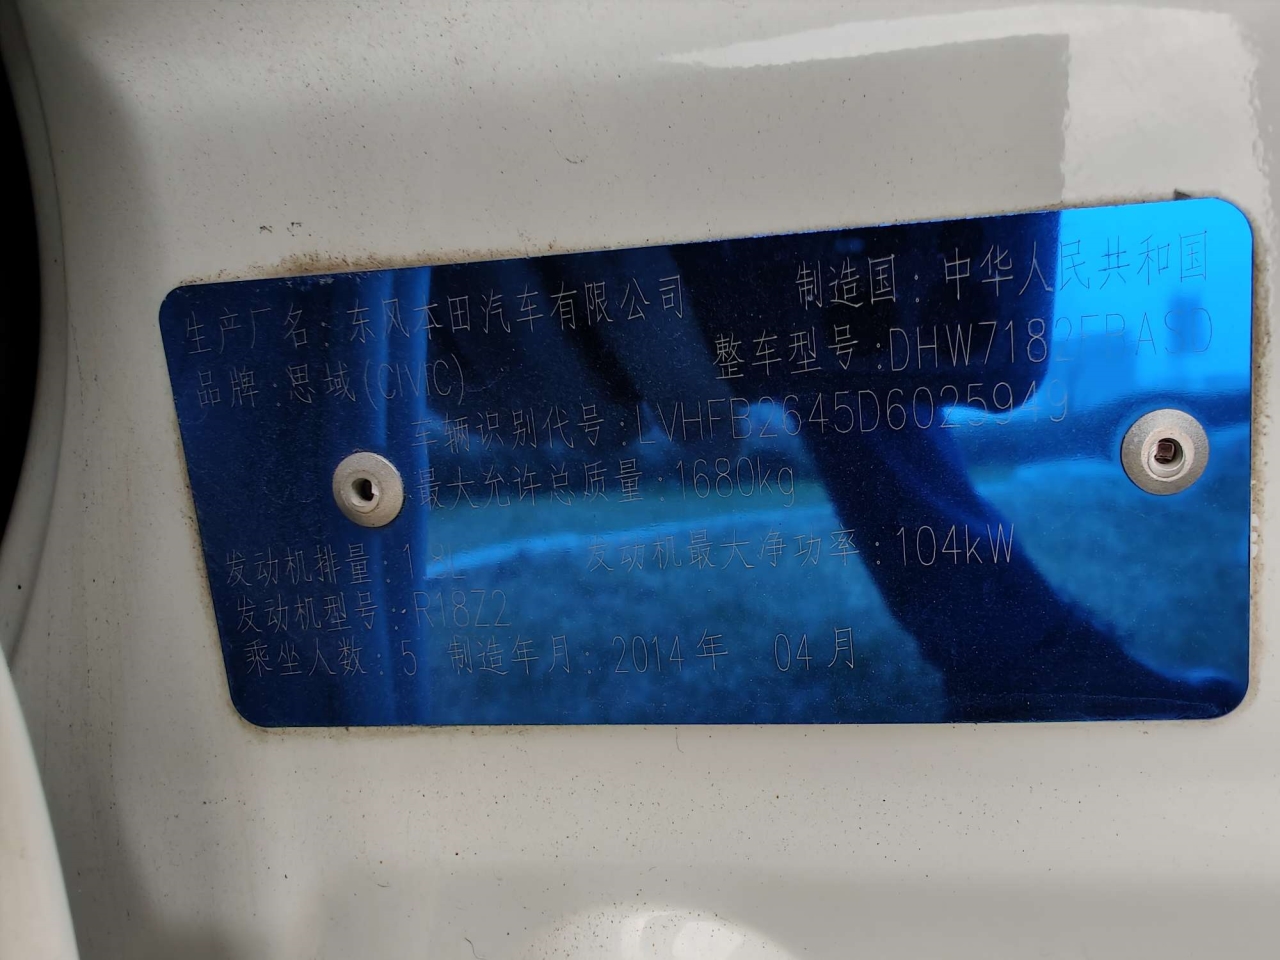 生产厂名：东风本田汽车有限公司 制造国：中华人民共和国
品牌：思域(CIVIC) 整车型号：DHW7182FRASD
车辆识别代号：LVHFB2645D6025949
最大允许总质量：1680kg
发动机排量：1.8L 发动机最大净功率：104kW
发动机型号：R18Z2
乘坐人数：5 制造年月：2014年 04月